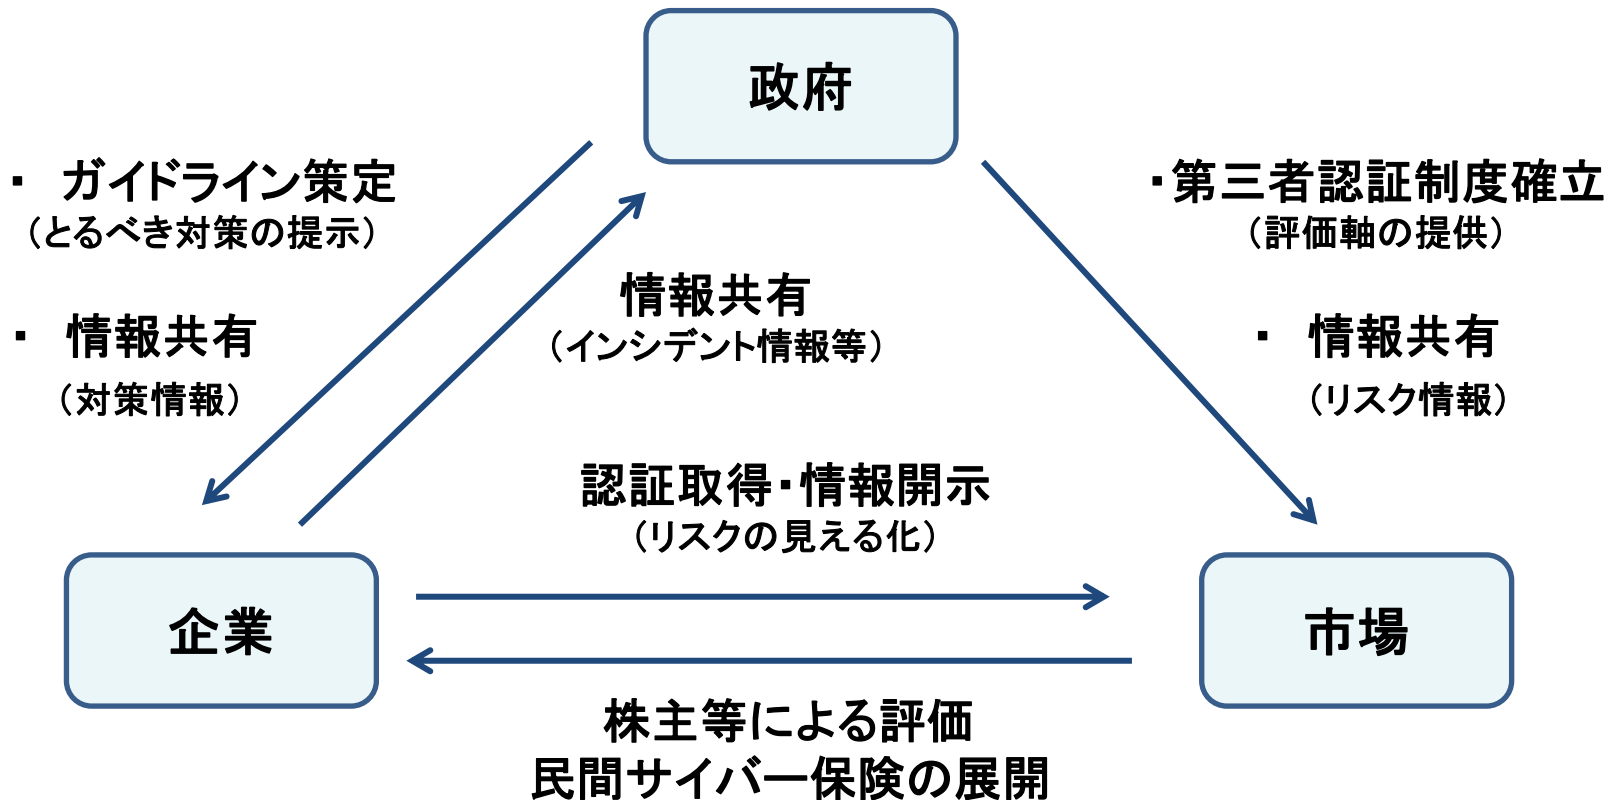 政府
・ ガイドライン策定
（とるべき対策の提示）
・ 情報共有
（対策情報）
情報共有
（インシデント情報等）
・第三者認証制度確立
（評価軸の提供）
・ 情報共有
（リスク情報）
認証取得・情報開示
（リスクの見える化）
企業
市場
株主等による評価
民間サイバー保険の展開